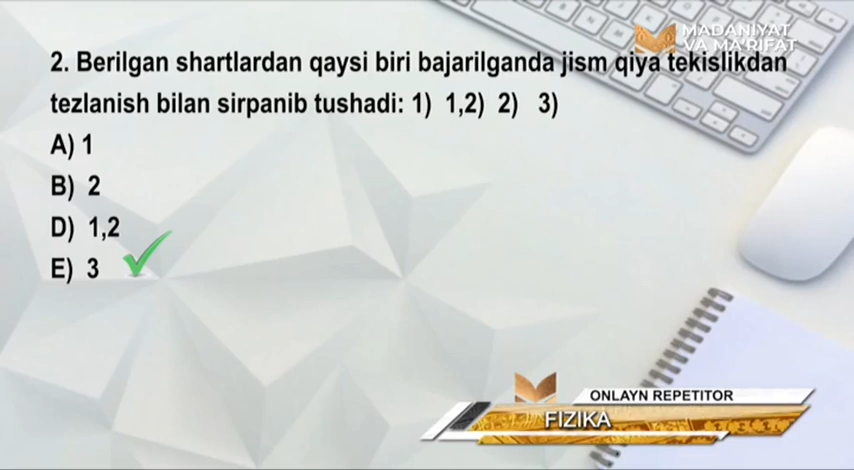 MADANIYAT
VA MA'RIFAT
2. Berilgan shartlardan qaysi biri bajarilganda jism qiya tekislikdan
tezlanish bilan sirpanib tushadi: 1) 1,2) 2) 3)
A) 1
B) 2
D) 1,2
E) 3
ONLAYN REPETITOR
FIZIKA